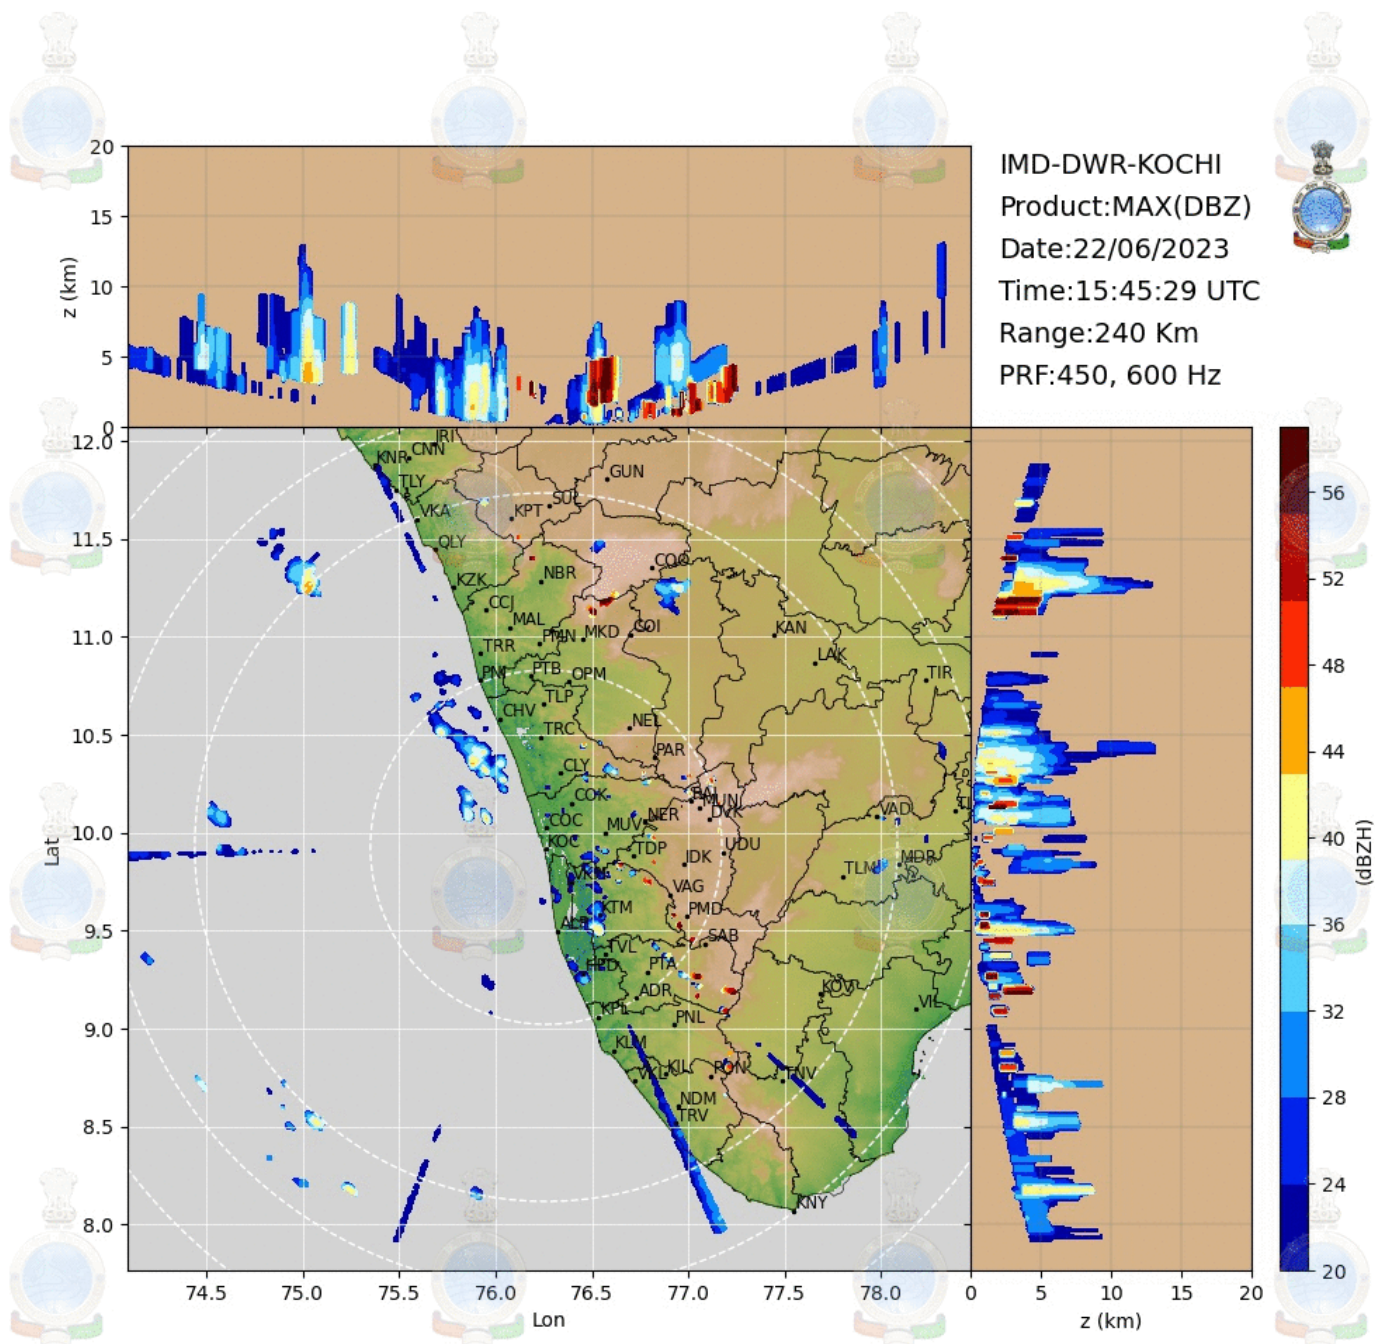 20
15
10
5
0
z (km)
IMD-DWR-KOCHI
Product:MAX(DBZ)
Date:22/06/2023
Time:15:45:29 UTC
Range:240 Km
PRF:450, 600 Hz
12.0
11.5
11.0
10.5
10.0
9.5
9.0
8.5
8.0
Lat
JRI
CNN
KNR
GUN
TLY
SUL
VKA
KPT
QLY
COO
NBR
KZK
CCJ
MAL
PMN
MKD
COI
KAN
TRR
LAK
PNI
PTB
OPM
TIR
TLP
CHV
NEL
TRC
PAR
CLY
COK
MUN
VAD
COC
NER
DVK
MUV
KOC
TDP
UDU
IDK
TLM
MDR
VKM
VAG
KTM
PMD
ALP
SAB
TVL
PTA
HPD
ADR
KOV
KPL
VIL
PNL
KLM
KIL
PON
TNV
VKL
NDM
TRV
KNY
74.5
75.0
75.5
76.0
76.5
77.0
77.5
78.0
Lon
0
5
10
15
20
z (km)
56
52
48
44
40
36
32
28
24
20
(dBZH)